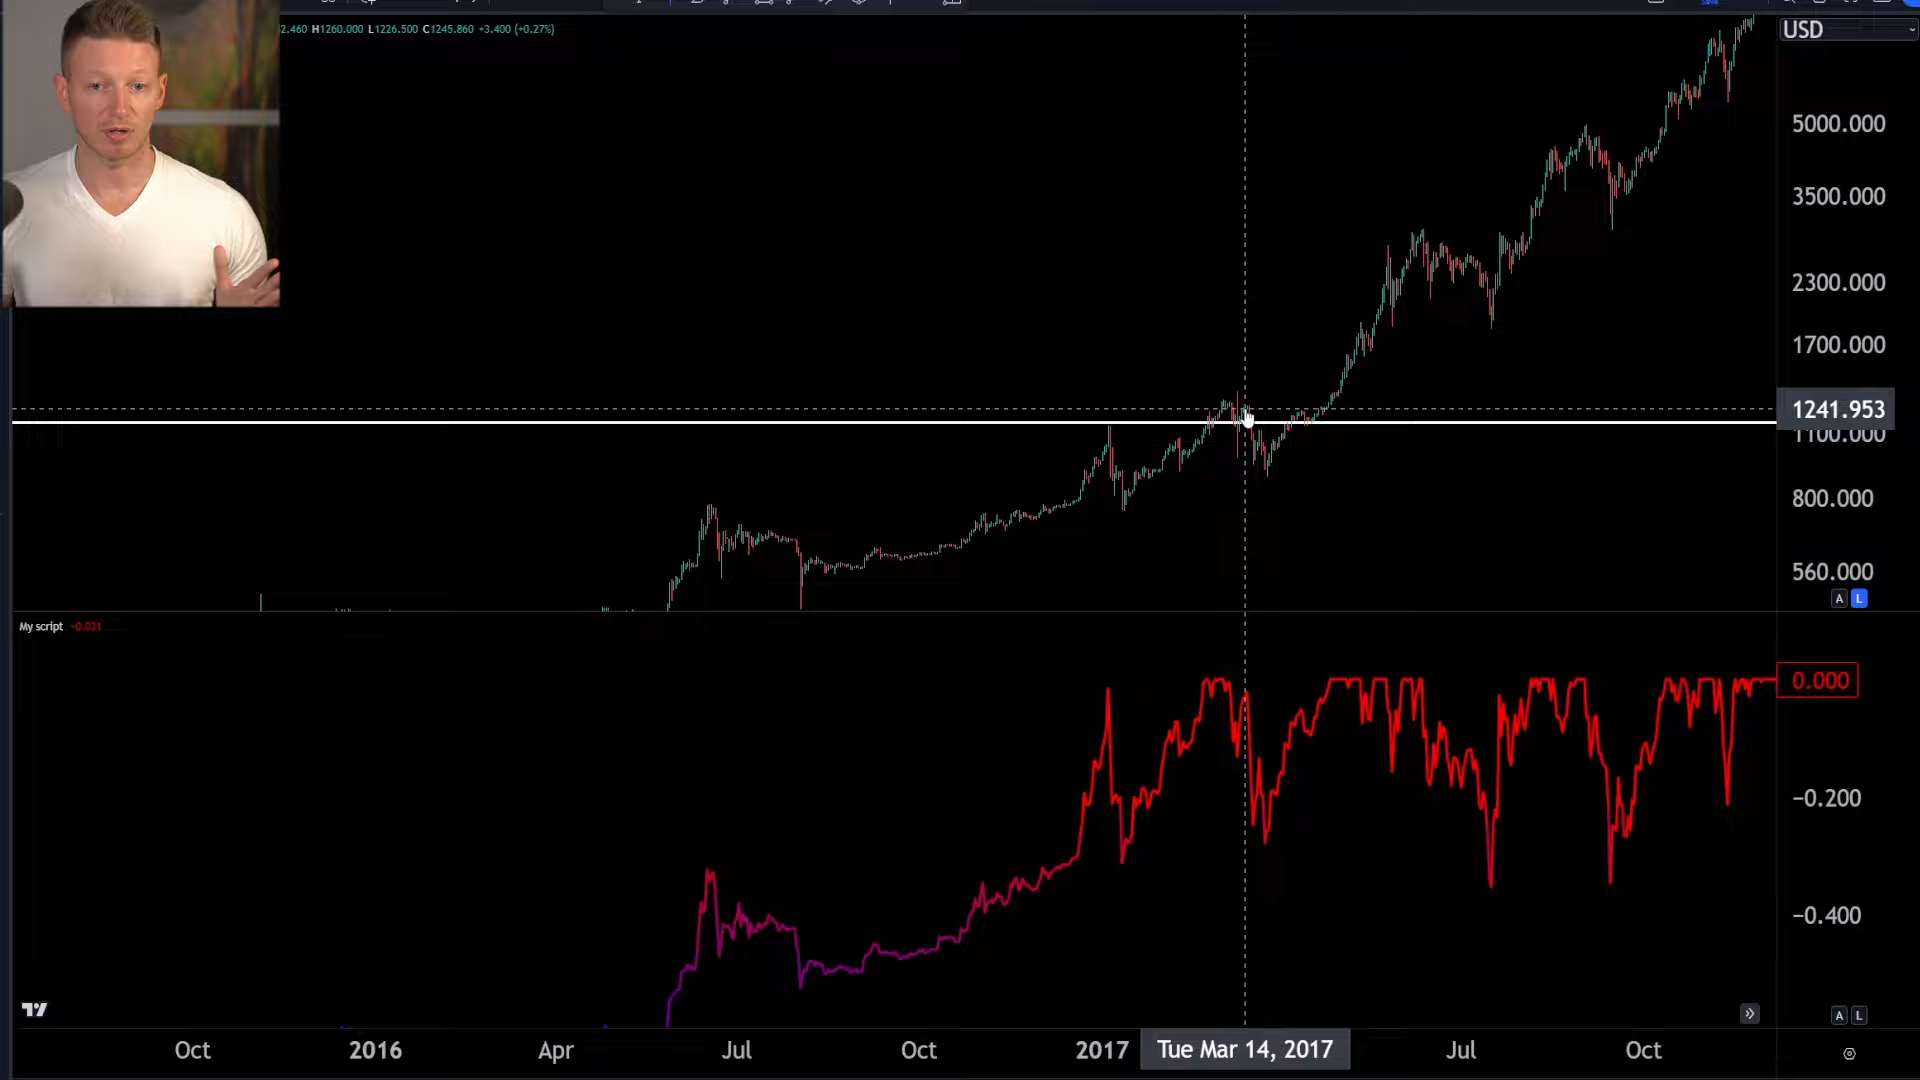 2.460 H1260.000 L1226.500 C1245.860 +3.400 (+0.27%)
USD
5000.000
3500.000
2300.000
1700.000
1241.953
1100.000
800.000
560.000
A L
My script -0.021
0.000
−0.200
−0.400
A L
Oct 2016 Apr Jul Oct 2017 Tue Mar 14, 2017 Jul Oct